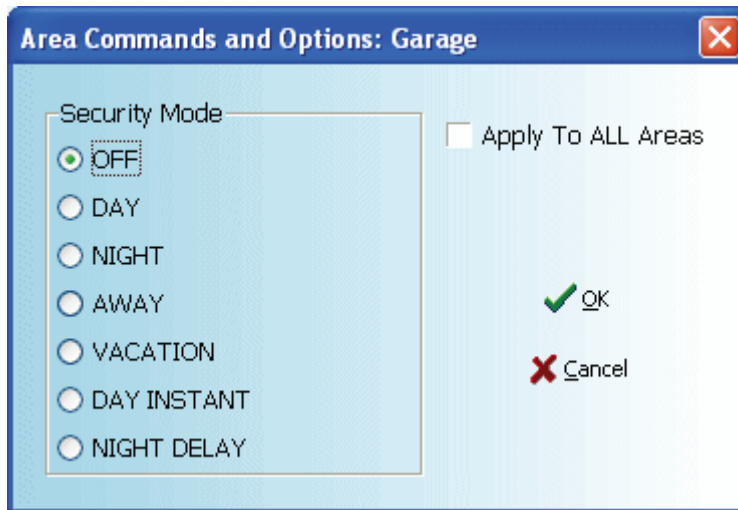 Area Commands and Options: Garage
Security Mode
OFF
DAY
NIGHT
AWAY
VACATION
DAY INSTANT
NIGHT DELAY
Apply To ALL Areas
OK
Cancel